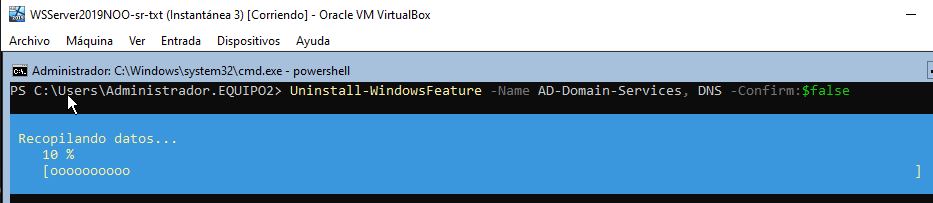 WSServer2019NOO-sr-txt (Instantánea 3) [Corriendo] - Oracle VM VirtualBox
Archivo Máquina Ver Entrada Dispositivos Ayuda
Administrador: C:\Windows\system32\cmd.exe - powershell
PS C:\Users\Administrador.EQUIPO2> Uninstall-WindowsFeature -Name AD-Domain-Services, DNS -Confirm:$false
Recopilando datos...
10 %
[oooooooooo ]